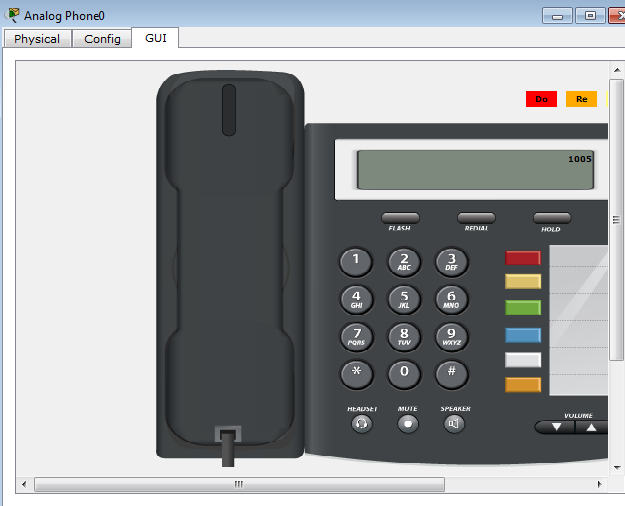 Analog Phone0
Physical Config GUI
Do Re
1005
FLASH REDIAL HOLD
1 2 3
ABC DEF
4 5 6
GHI JKL MNO
7 8 9
PQRS TUV WXYZ
* 0 #
HEADSET MUTE SPEAKER
VOLUME